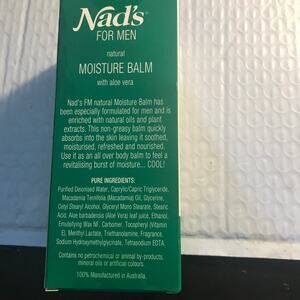 Nad's
FOR MEN
natural
MOISTURE BALM
with aloe vera
Nad's FM natural Moisture Balm has
been especially formulated for men and is
enriched with natural oils and plant
extracts. This non-greasy balm quickly
absorbs into the skin leaving it soothed,
moisturised, refreshed and nourished.
Use it as an all over body balm to feel a
revitalising burst of moisture... COOL!
PURE INGREDIENTS:
Purified Deionised Water, Caprylic/Capric Triglyceride,
Macadamia Ternifolia (Macadamia) Oil, Glycerine,
Cetyl Stearyl Alcohol, Glyceryl Mono Stearate, Stearic
Acid, Aloe barbadensis (Aloe Vera) leaf juice, Ethanol,
Emulsifying Wax NF, Carbomer, Tocopheryl (Vitamin
E), Menthyl Lactate, Triethanolamine, Fragrance,
Sodium Hydroxymethylglycinate, Tetrasodium EDTA.
Contains no petrochemical or animal by-products,
mineral oils or artificial colours.
100% Manufactured in Australia.